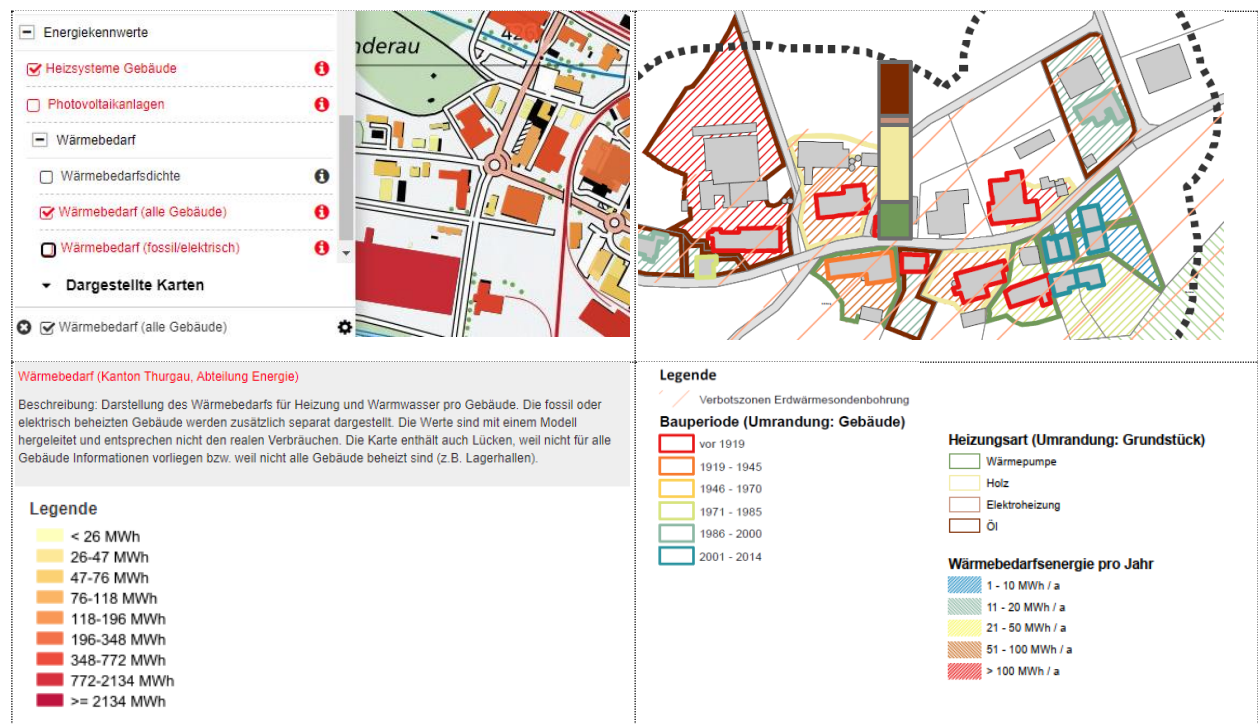 Energiekennwerte
Heizsysteme Gebäude
Photovoltaikanlagen
Wärmebedarf
Wärmebedarfsdichte
Wärmebedarf (alle Gebäude)
Wärmebedarf (fossil/elektrisch)
Dargestellte Karten
Wärmebedarf (alle Gebäude)
nderau
426
Wärmebedarf (Kanton Thurgau, Abteilung Energie)
Beschreibung: Darstellung des Wärmebedarfs für Heizung und Warmwasser pro Gebäude. Die fossil oder
elektrisch beheizten Gebäude werden zusätzlich separat dargestellt. Die Werte sind mit einem Modell
hergeleitet und entsprechen nicht den realen Verbräuchen. Die Karte enthält auch Lücken, weil nicht für alle
Gebäude Informationen vorliegen bzw. weil nicht alle Gebäude beheizt sind (z.B. Lagerhallen).
Legende
< 26 MWh
26-47 MWh
47-76 MWh
76-118 MWh
118-196 MWh
196-348 MWh
348-772 MWh
772-2134 MWh
>= 2134 MWh
Legende
Verbotszonen Erdwärmesondenbohrung
Bauperiode (Umrandung: Gebäude)
vor 1919
1919 - 1945
1946 - 1970
1971 - 1985
1986 - 2000
2001 - 2014
Heizungsart (Umrandung: Grundstück)
Wärmepumpe
Holz
Elektroheizung
Öl
Wärmebedarfsenergie pro Jahr
1 - 10 MWh / a
11 - 20 MWh / a
21 - 50 MWh / a
51 - 100 MWh / a
> 100 MWh / a